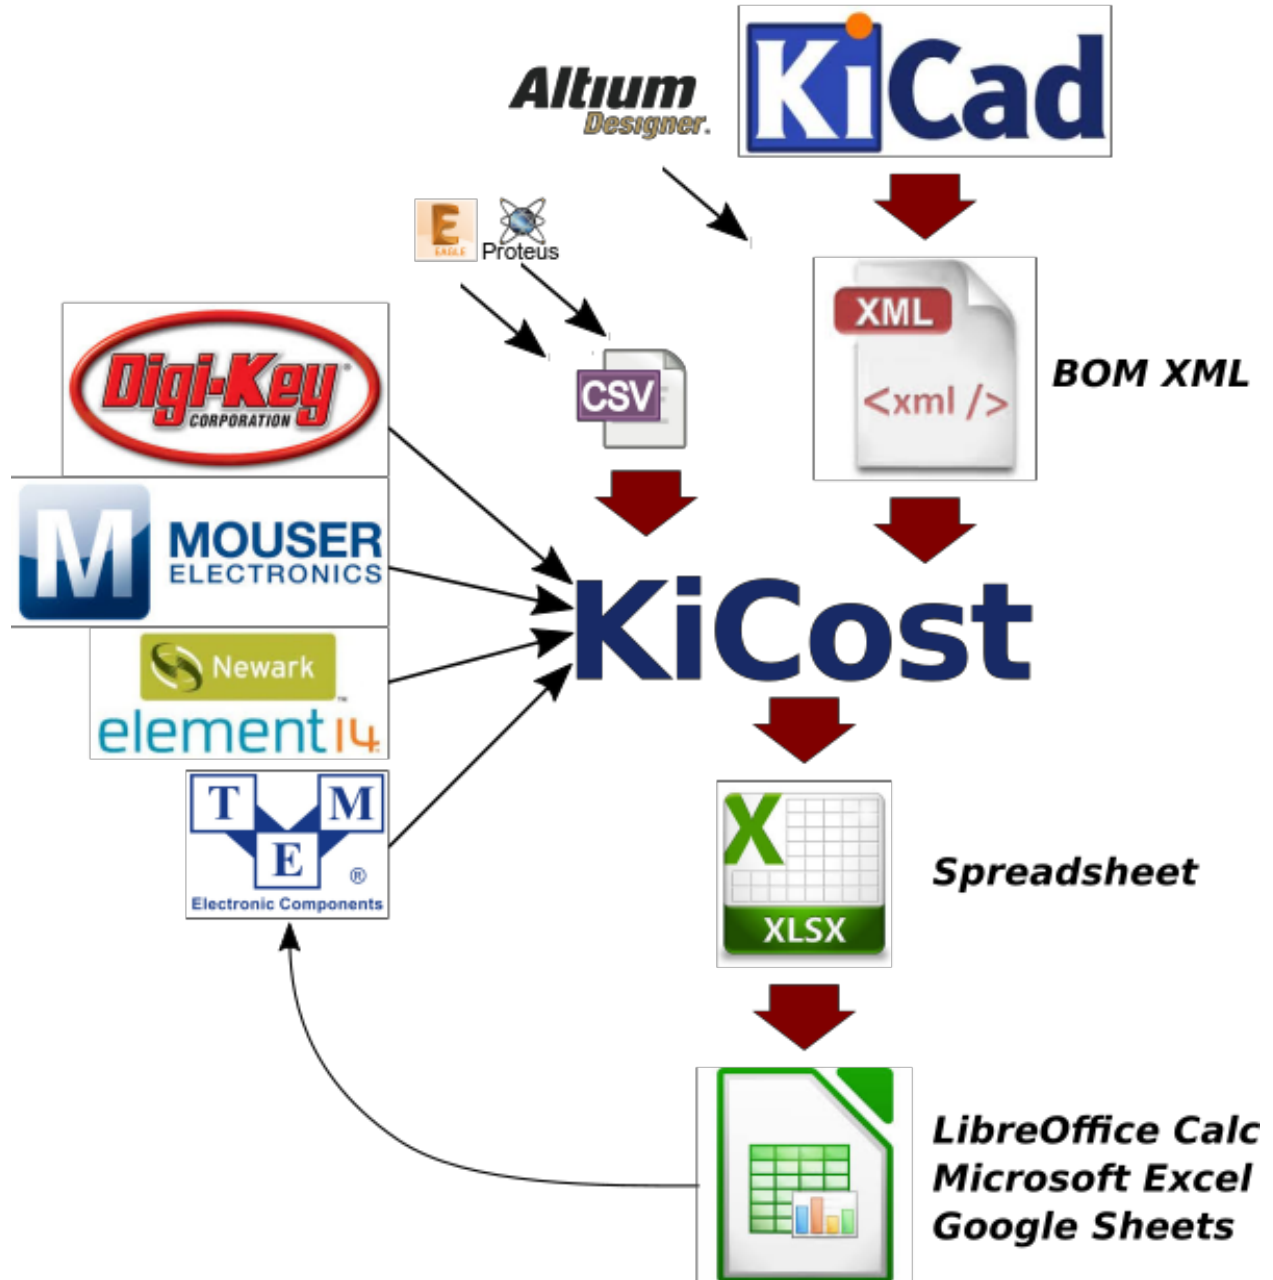 KiCad
Altium
Designer.
E
EAGLE
Proteus
XML
<xml />
BOM XML
Digi-Key
CORPORATION
CSV
M
MOUSER
ELECTRONICS
KiCost
Newark
element14
T M
E
®
Electronic Components
X
XLSX
Spreadsheet
LibreOffice Calc
Microsoft Excel
Google Sheets